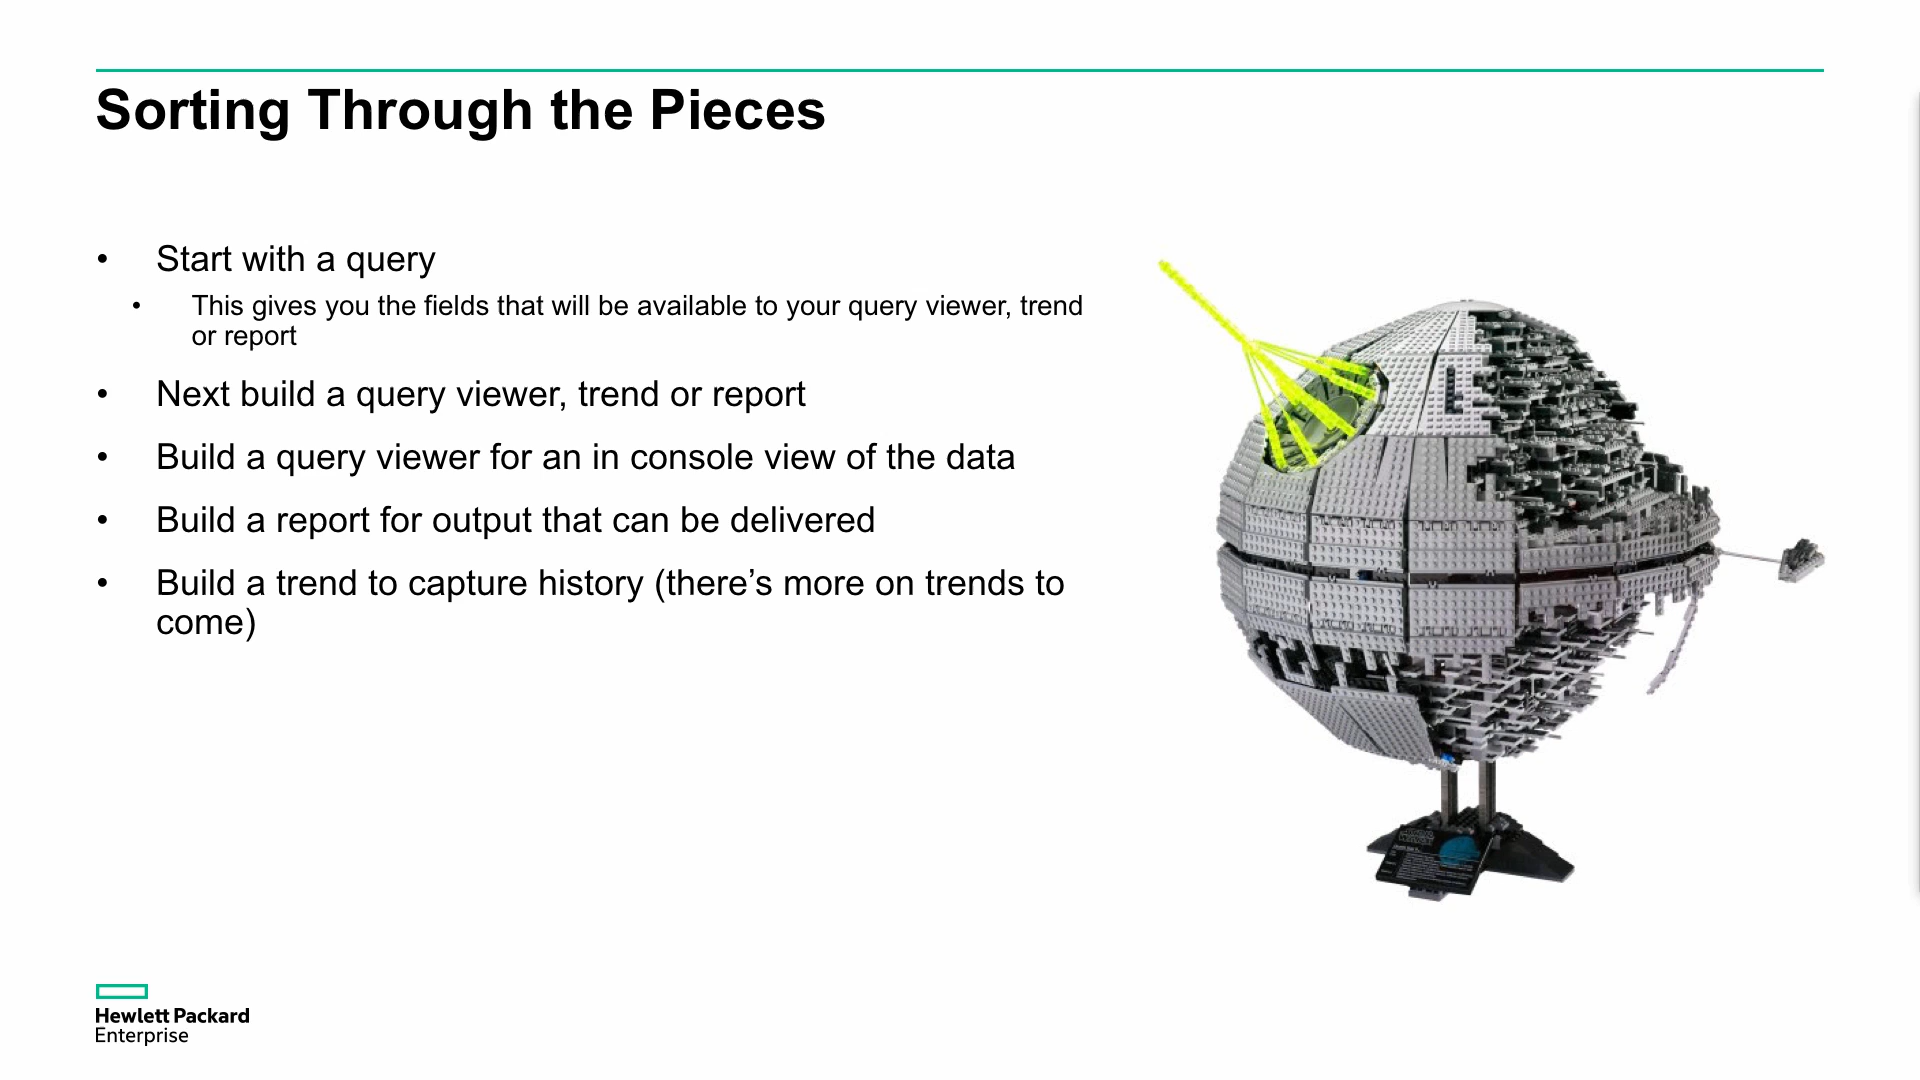 Sorting Through the Pieces
• Start with a query
• This gives you the fields that will be available to your query viewer, trend
or report
• Next build a query viewer, trend or report
• Build a query viewer for an in console view of the data
• Build a report for output that can be delivered
• Build a trend to capture history (there’s more on trends to
come)
Hewlett Packard
Enterprise